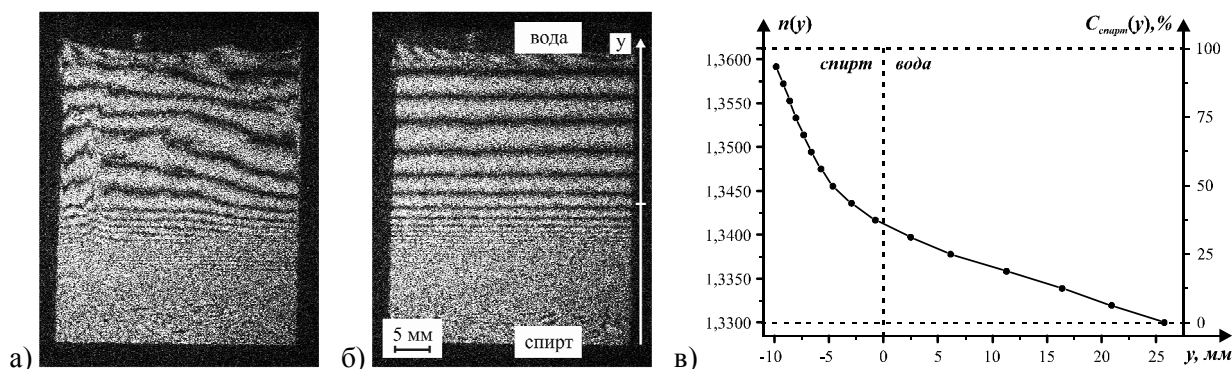 вода
y
5 мм
спирт
а)
б)
n(y)
C_спирт(y),%
1,3600
1,3550
1,3500
1,3450
1,3400
1,3350
1,3300
спирт
вода
100
75
50
25
0
-10 -5 0 5 10 15 20 25 y, мм
в)